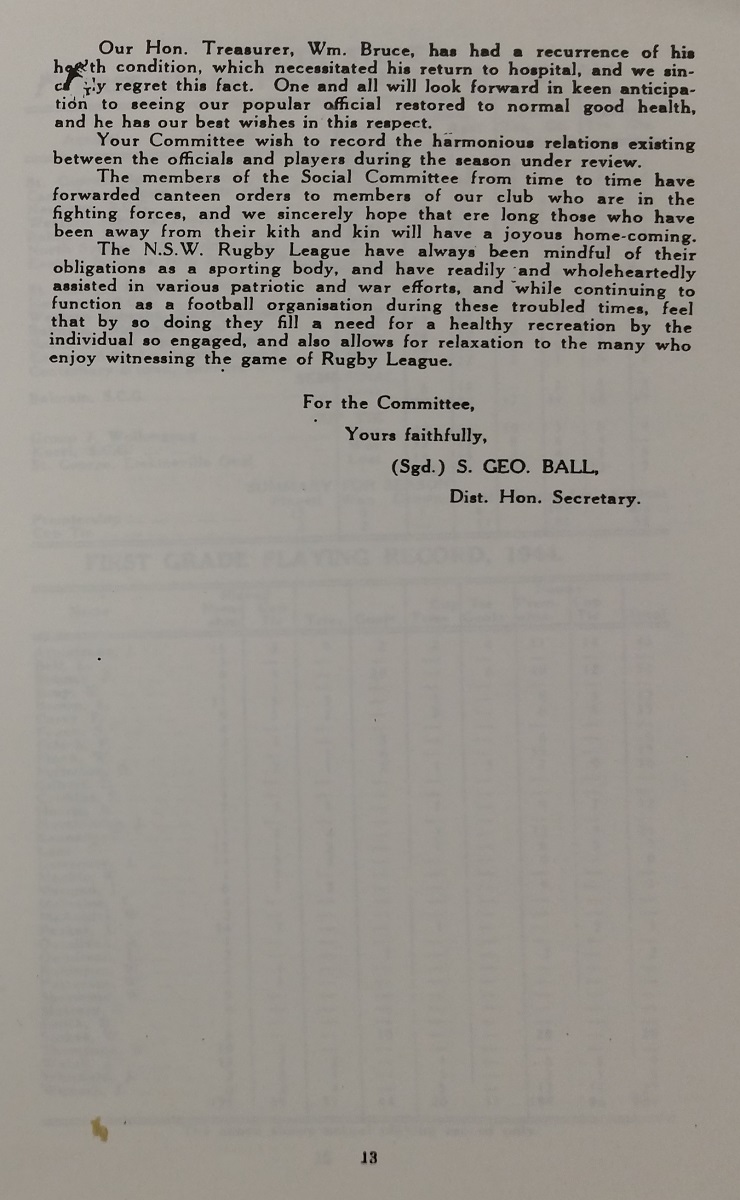 Our Hon. Treasurer, Wm. Bruce, has had a recurrence of his
health condition, which necessitated his return to hospital, and we sin-
cerely regret this fact. One and all will look forward in keen anticipa-
tion to seeing our popular official restored to normal good health,
and he has our best wishes in this respect.
Your Committee wish to record the harmonious relations existing
between the officials and players during the season under review.
The members of the Social Committee from time to time have
forwarded canteen orders to members of our club who are in the
fighting forces, and we sincerely hope that ere long those who have
been away from their kith and kin will have a joyous home-coming.
The N.S.W. Rugby League have always been mindful of their
obligations as a sporting body, and have readily and wholeheartedly
assisted in various patriotic and war efforts, and while continuing to
function as a football organisation during these troubled times, feel
that by so doing they fill a need for a healthy recreation by the
individual so engaged, and also allows for relaxation to the many who
enjoy witnessing the game of Rugby League.
For the Committee,
Yours faithfully,
(Sgd.) S. GEO. BALL,
Dist. Hon. Secretary.
FIRST GRADE PLAYING RECORD, 1944.
13